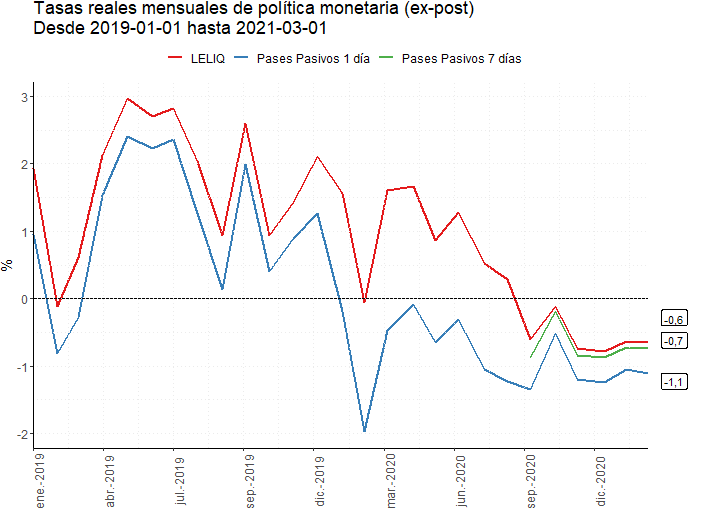 Tasas reales mensuales de política monetaria (ex-post)
Desde 2019-01-01 hasta 2021-03-01
LELIQ Pases Pasivos 1 día Pases Pasivos 7 días
%
3
2
1
0
-1
-2
-0,6
-0,7
-1,1
ene.-2019
abr.-2019
jul.-2019
sep.-2019
dic.-2019
mar.-2020
jun.-2020
sep.-2020
dic.-2020